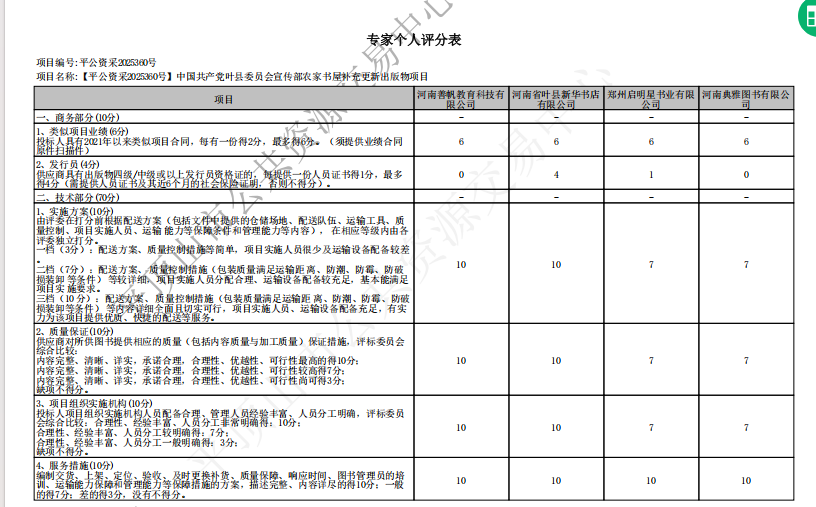 专家个人评分表
项目编号:平公资采2025360号
项目名称:【平公资采2025360号】中国共产党叶县委员会宣传部农家书屋补充更新出版物项目
项目 河南善帆教育科技有限公司 河南省叶县新华书店有限公司 郑州启明星书业有限公司 河南典雅图书有限公司
一、商务部分(10分) - - - -
1、类似项目业绩(6分)
投标人具有2021年以来类似项目合同，每有一份得2分，最多得6分。（须提供业绩合同
原件扫描件） 6 6 6 6
2、发行员(4分)
供应商具有出版物四级/中级或以上发行员资格证的，每提供一份人员证书得1分，最多
得4分（需提供人员证书及其近6个月的社会保险证明，否则不得分）。 0 4 1 0
二、技术部分(70分) - - - -
1、实施方案(10分)
由评委在打分前根据配送方案（包括文件中提供的仓储场地、配送队伍、运输工具、质
量控制、项目实施人员、运输 能力等保障条件和管理能力等内容），在相应等级内由各
评委独立打分。
一档（3分）：配送方案、质量控制措施等简单，项目实施人员很少及运输设备配备较差
。
二档（7分）：配送方案、质量控制措施（包装质量满足运输距 离、防潮、防霉、防破
损装卸 等条件） 等较详细、项目实施人员分配合理、运输设备配备较充足，基本能满足
项目实 施要求。
三档（10 分）：配送方案、质量控制措施（包装质量满足运输距 离、防潮、防霉、防破
损装卸等条件） 等内容详细全面且切实可行，项目实施人员、运输设备配备充足，有实
力为该项目提供优质、快捷的配送等服务。 10 10 7 7
2、质量保证(10分)
供应商对所供图书提供相应的质量（包括内容质量与加工质量）保证措施，评标委员会
综合比较：
内容完整、清晰、详实，承诺合理，合理性、优越性、可行性最高的得10分；
内容完整、清晰、详实，承诺合理，合理性、优越性、可行性较高得7分；
内容完整、清晰、详实，承诺合理，合理性、优越性、可行性尚可得3分；
缺项不得分。 10 10 7 7
3、项目组织实施机构(10分)
投标人项目组织实施机构人员配备合理、管理人员经验丰富、人员分工明确，评标委员
会综合比较：合理性、经验丰富、人员分工非常明确得：10分；
合理性、经验丰富、人员分工较明确得：7分；
合理性、经验丰富、人员分工一般明确得：3分；
缺项不得分。 10 10 7 7
4、服务措施(10分)
编制交货、上架、定位、验收、及时更换补货、质量保障、响应时间、图书管理员的培
训、运输能力保障和管理能力等保障措施的方案，描述完整、内容详尽的得10分；一般
的得7分；差的得3分，没有不得分。 10 10 10 10
平顶山市公共资源交易中心
平顶山市公共资源交易中心